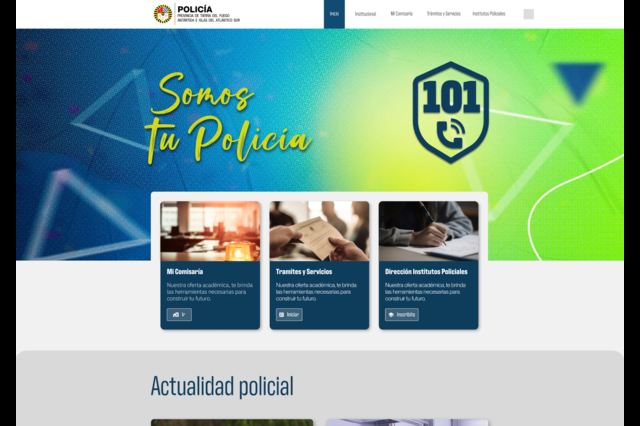 POLICÍA
PROVINCIA DE TIERRA DEL FUEGO
ANTÁRTIDA E ISLAS DEL ATLÁNTICO SUR
Inicio
Institucional
Mi Comisaría
Trámites y Servicios
Institutos Policiales
Somos
tu Policía
101
Mi Comisaría
Nuestra oferta académica, te brinda
las herramientas necesarias para
construir tu futuro.
Ir
Tramites y Servicios
Nuestra oferta académica, te brinda
las herramientas necesarias para
construir tu futuro.
Iniciar
Dirección Institutos Policiales
Nuestra oferta académica, te brinda
las herramientas necesarias para
construir tu futuro.
Inscribite
Actualidad policial